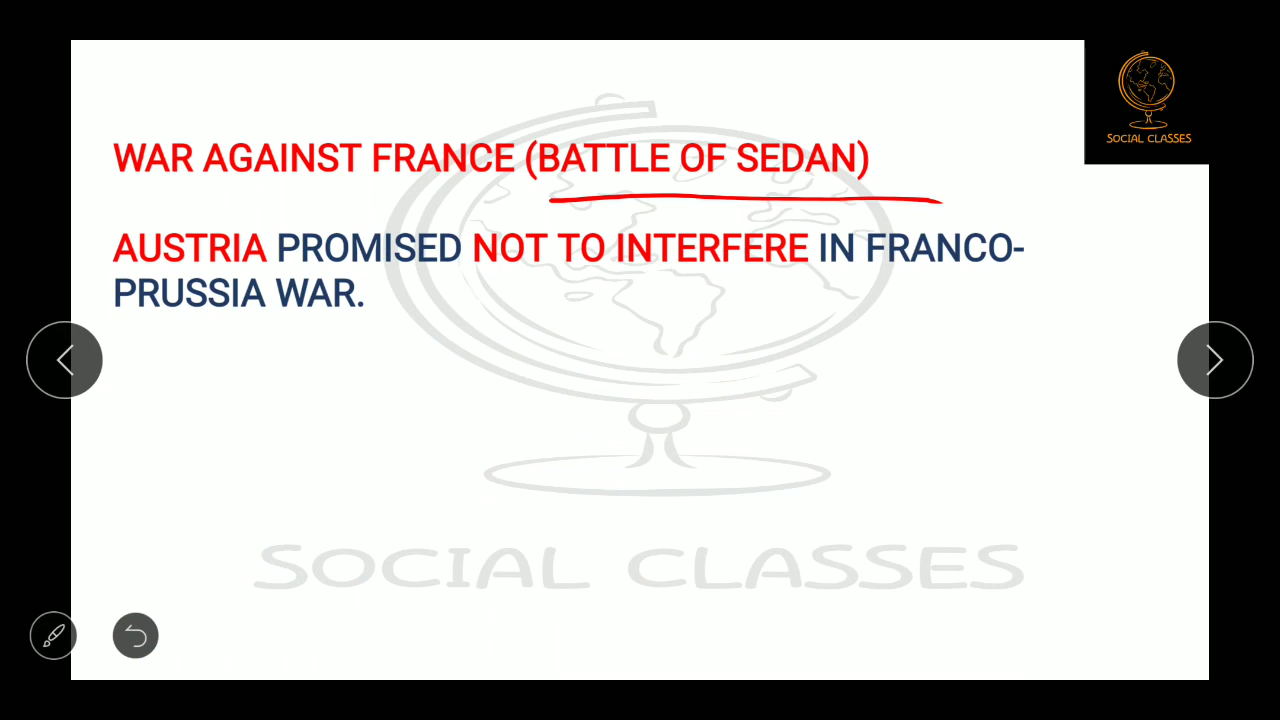 SOCIAL CLASSES
WAR AGAINST FRANCE (BATTLE OF SEDAN)
AUSTRIA PROMISED NOT TO INTERFERE IN FRANCO-
PRUSSIA WAR.
SOCIAL CLASSES